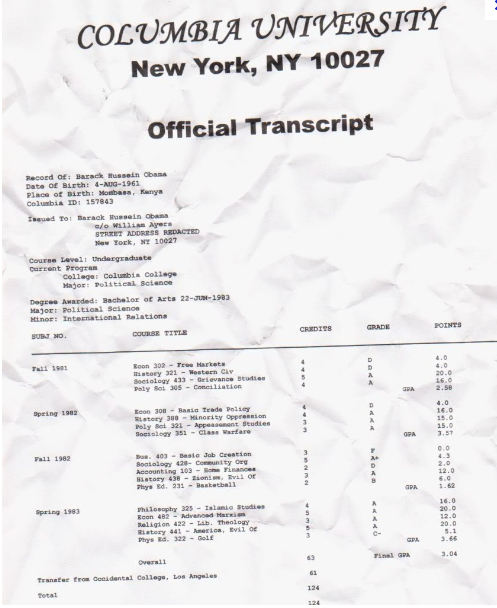 COLUMBIA UNIVERSITY
New York, NY 10027
Official Transcript
Record Of: Barack Hussein Obama
Date Of Birth: 4-AUG-1961
Place of Birth: Mombasa, Kenya
Columbia ID: 157843
Issued To: Barack Hussein Obama
c/o William Ayers
STREET ADDRESS REDACTED
New York, NY 10027
Course Level: Undergraduate
Current Program
College: Columbia College
Major: Political Science
Degree Awarded: Bachelor of Arts 22-JUN-1983
Major: Political Science
Minor: International Relations
SUBJ NO. COURSE TITLE CREDITS GRADE POINTS
Fall 1981 Econ 302 - Free Markets 4 D 4.0
History 321 - Western Civ 4 D 4.0
Sociology 433 - Grievance Studies 5 A 20.0
Poly Sci 305 - Conciliation 4 A 16.0
GPA 2.58
Spring 1982 Econ 308 - Basic Trade Policy 4 D 4.0
History 388 - Minority Oppression 4 A 16.0
Poly Sci 321 - Appeasement Studies 3 A 15.0
Sociology 351 - Class Warfare 3 A 15.0
GPA 3.57
Fall 1982 Bus. 403 - Basic Job Creation 3 F 0.0
Sociology 428- Community Org 5 A+ 4.3
Accounting 103 - Home Finances 2 D 2.0
History 438 - Zionism, Evil Of 3 A 12.0
Phys Ed. 231 - Basketball 2 B 6.0
GPA 1.62
Spring 1983 Philosophy 325 - Islamic Studies 4 A 16.0
Econ 482 - Advanced Marxism 5 A 20.0
Religion 422 - Lib. Theology 3 A 12.0
History 441 - America, Evil Of 5 A 20.0
Phys Ed. 322 - Golf 3 C- 5.1
GPA 3.66
Overall 63 Final GPA 3.04
Transfer from Occidental College, Los Angeles 61
Total 124
124